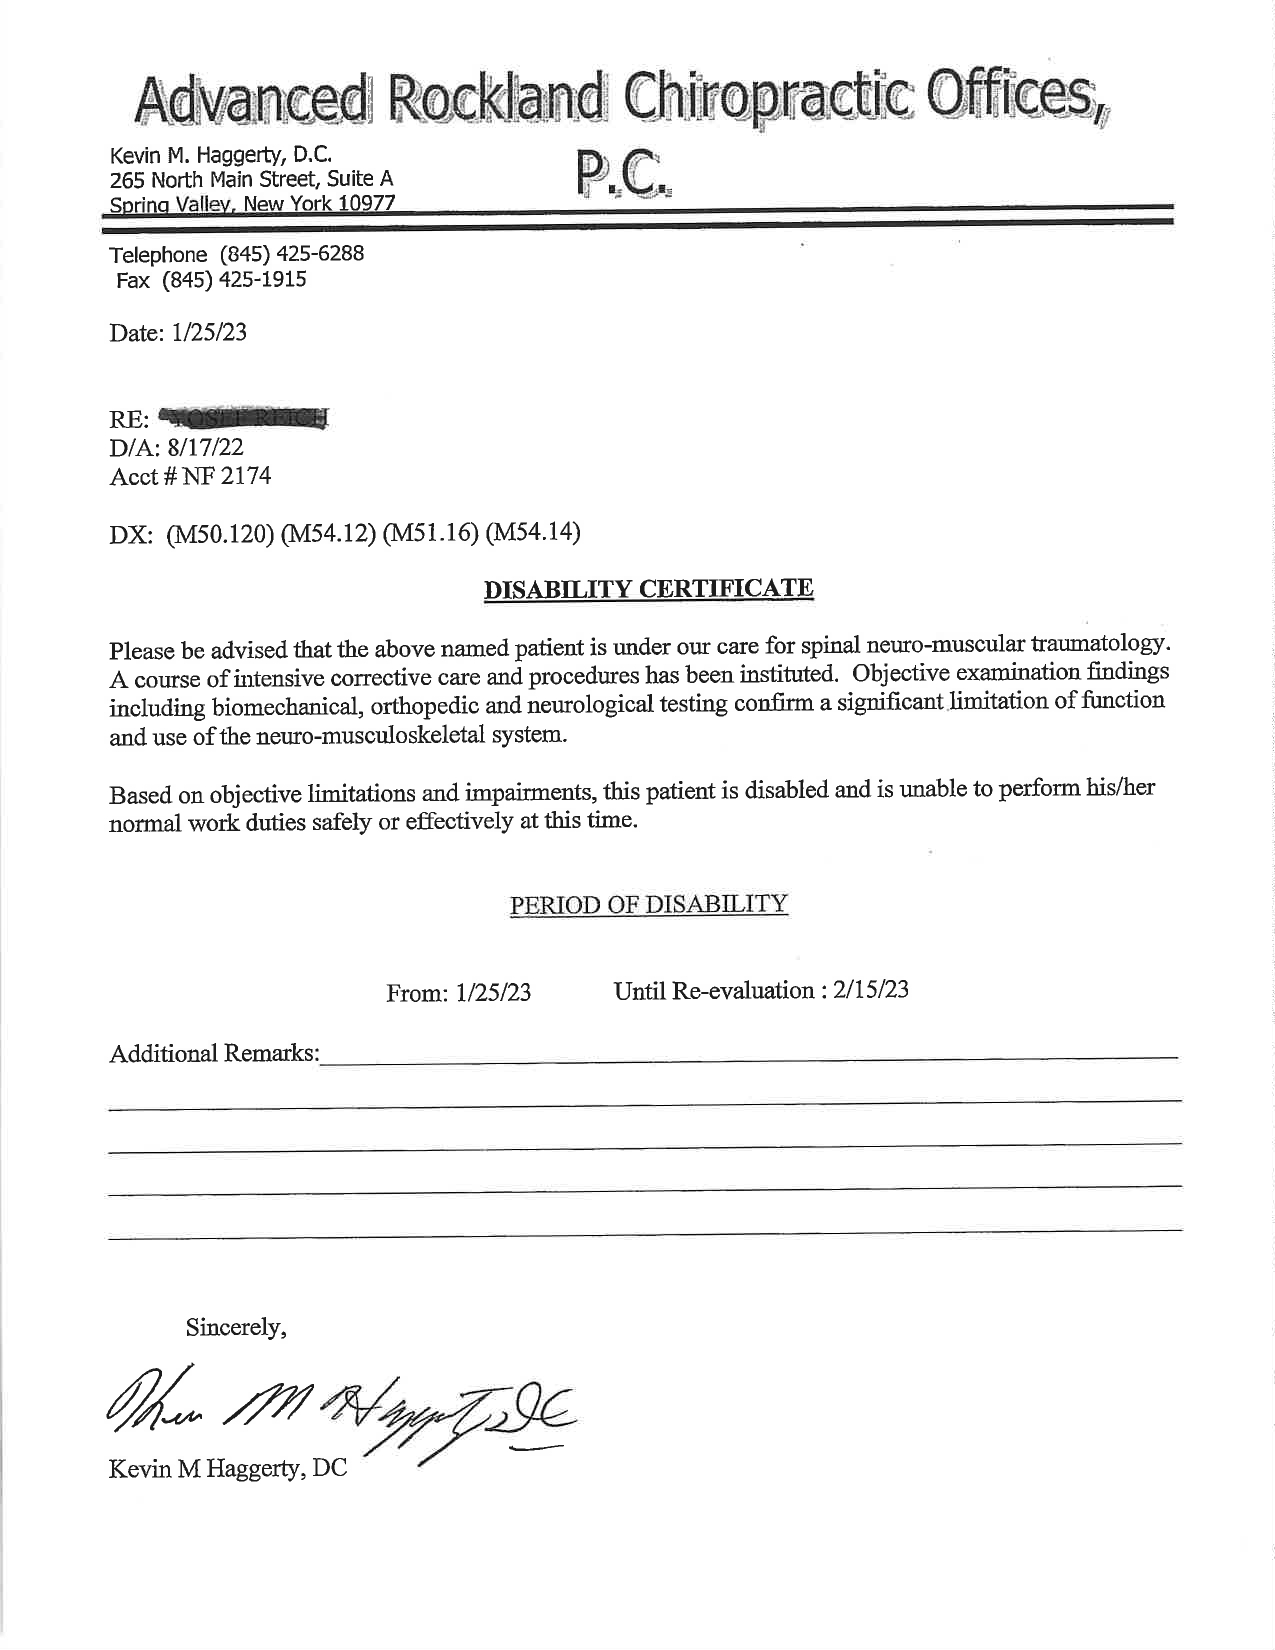 Advanced Rockland Chiropractic Offices,
P.C.
Kevin M. Haggerty, D.C.
265 North Main Street, Suite A
Spring Valley, New York 10977
Telephone (845) 425-6288
Fax (845) 425-1915
Date: 1/25/23
RE:
D/A: 8/17/22
Acct # NF 2174
DX: (M50.120) (M54.12) (M51.16) (M54.14)
DISABILITY CERTIFICATE
Please be advised that the above named patient is under our care for spinal neuro-muscular traumatology.
A course of intensive corrective care and procedures has been instituted. Objective examination findings
including biomechanical, orthopedic and neurological testing confirm a significant limitation of function
and use of the neuro-musculoskeletal system.
Based on objective limitations and impairments, this patient is disabled and is unable to perform his/her
normal work duties safely or effectively at this time.
PERIOD OF DISABILITY
From: 1/25/23 Until Re-evaluation : 2/15/23
Additional Remarks:
Sincerely,
Kevin M Haggerty, DC
Kevin M Haggerty, DC